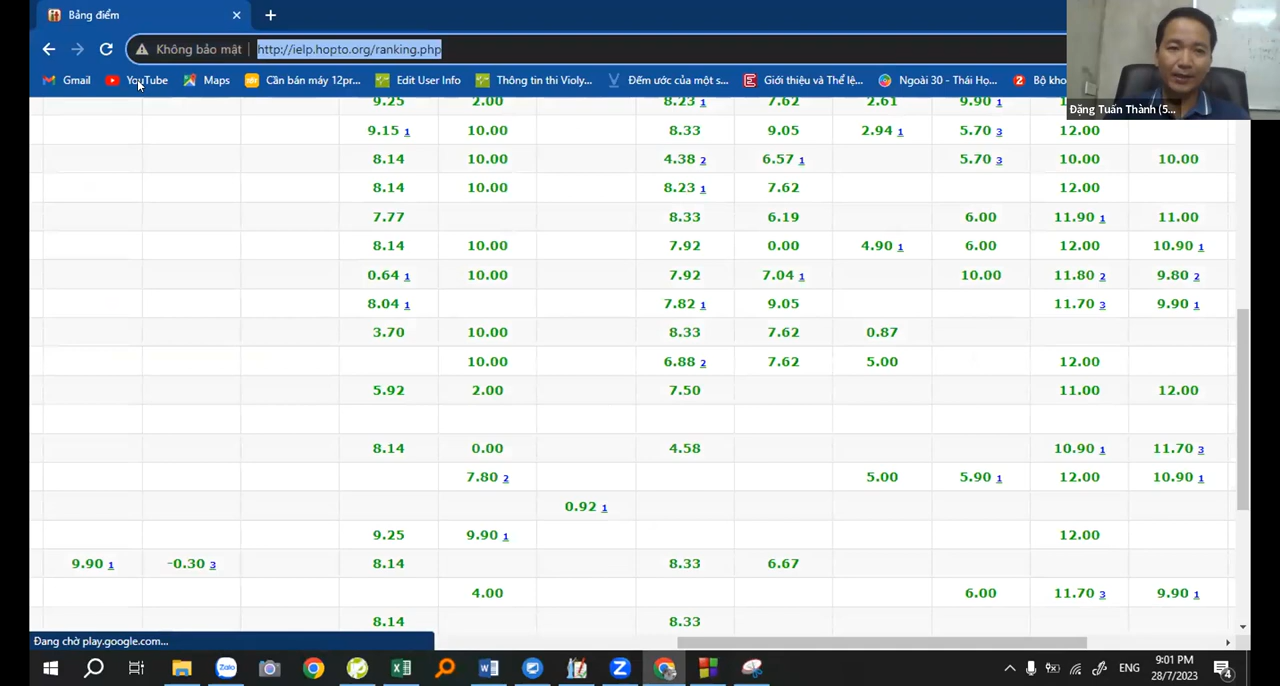 Bảng điểm
Không bảo mật http://ielp.hopto.org/ranking.php
Gmail YouTube Maps Cần bán máy 12pr... Edit User Info Thông tin thi Violy... Đếm ước của một s... Giới thiệu và Thể lệ... Ngoài 30 - Thái Họ... Bộ kho
Đặng Tuấn Thành (5...
9.25 2.00 8.23 1 7.62 2.61 9.90 1
9.15 1 10.00 8.33 9.05 2.94 1 5.70 3 12.00
8.14 10.00 4.38 2 6.57 1 5.70 3 10.00 10.00
8.14 10.00 8.23 1 7.62 12.00
7.77 8.33 6.19 6.00 11.90 1 11.00
8.14 10.00 7.92 0.00 4.90 1 6.00 12.00 10.90 1
0.64 1 10.00 7.92 7.04 1 10.00 11.80 2 9.80 2
8.04 1 7.82 1 9.05 11.70 3 9.90 1
3.70 10.00 8.33 7.62 0.87
10.00 6.88 2 7.62 5.00 12.00
5.92 2.00 7.50 11.00 12.00
8.14 0.00 4.58 10.90 1 11.70 3
7.80 2 5.00 5.90 1 12.00 10.90 1
0.92 1
9.25 9.90 1 12.00
9.90 1 -0.30 3 8.14 8.33 6.67
4.00 6.00 11.70 3 9.90 1
8.14 8.33
Đang chờ play.google.com...
Zalo ENG 9:01 PM
28/7/2023 4